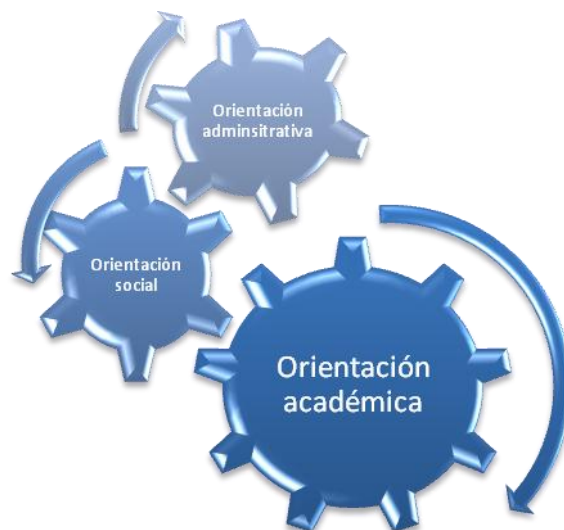 Orientación
adminsitrativa
Orientación
social
Orientación
académica